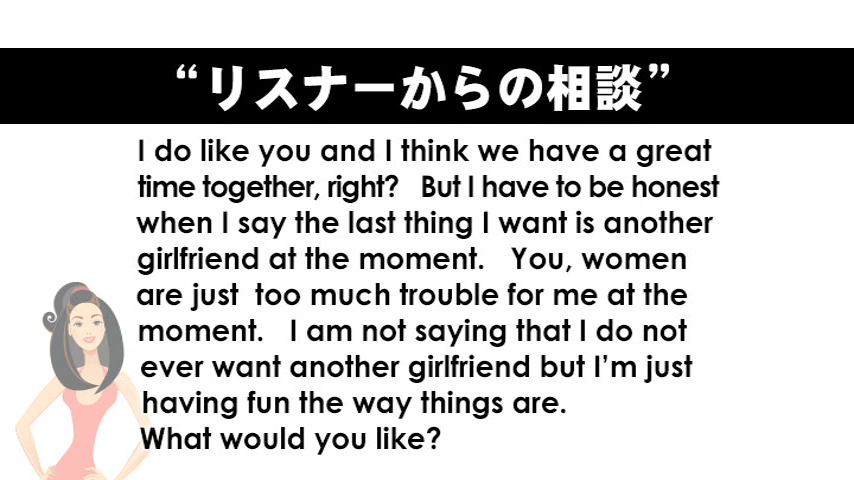 “リスナーからの相談”
I do like you and I think we have a great
time together, right? But I have to be honest
when I say the last thing I want is another
girlfriend at the moment. You, women
are just too much trouble for me at the
moment. I am not saying that I do not
ever want another girlfriend but I’m just
having fun the way things are.
What would you like?